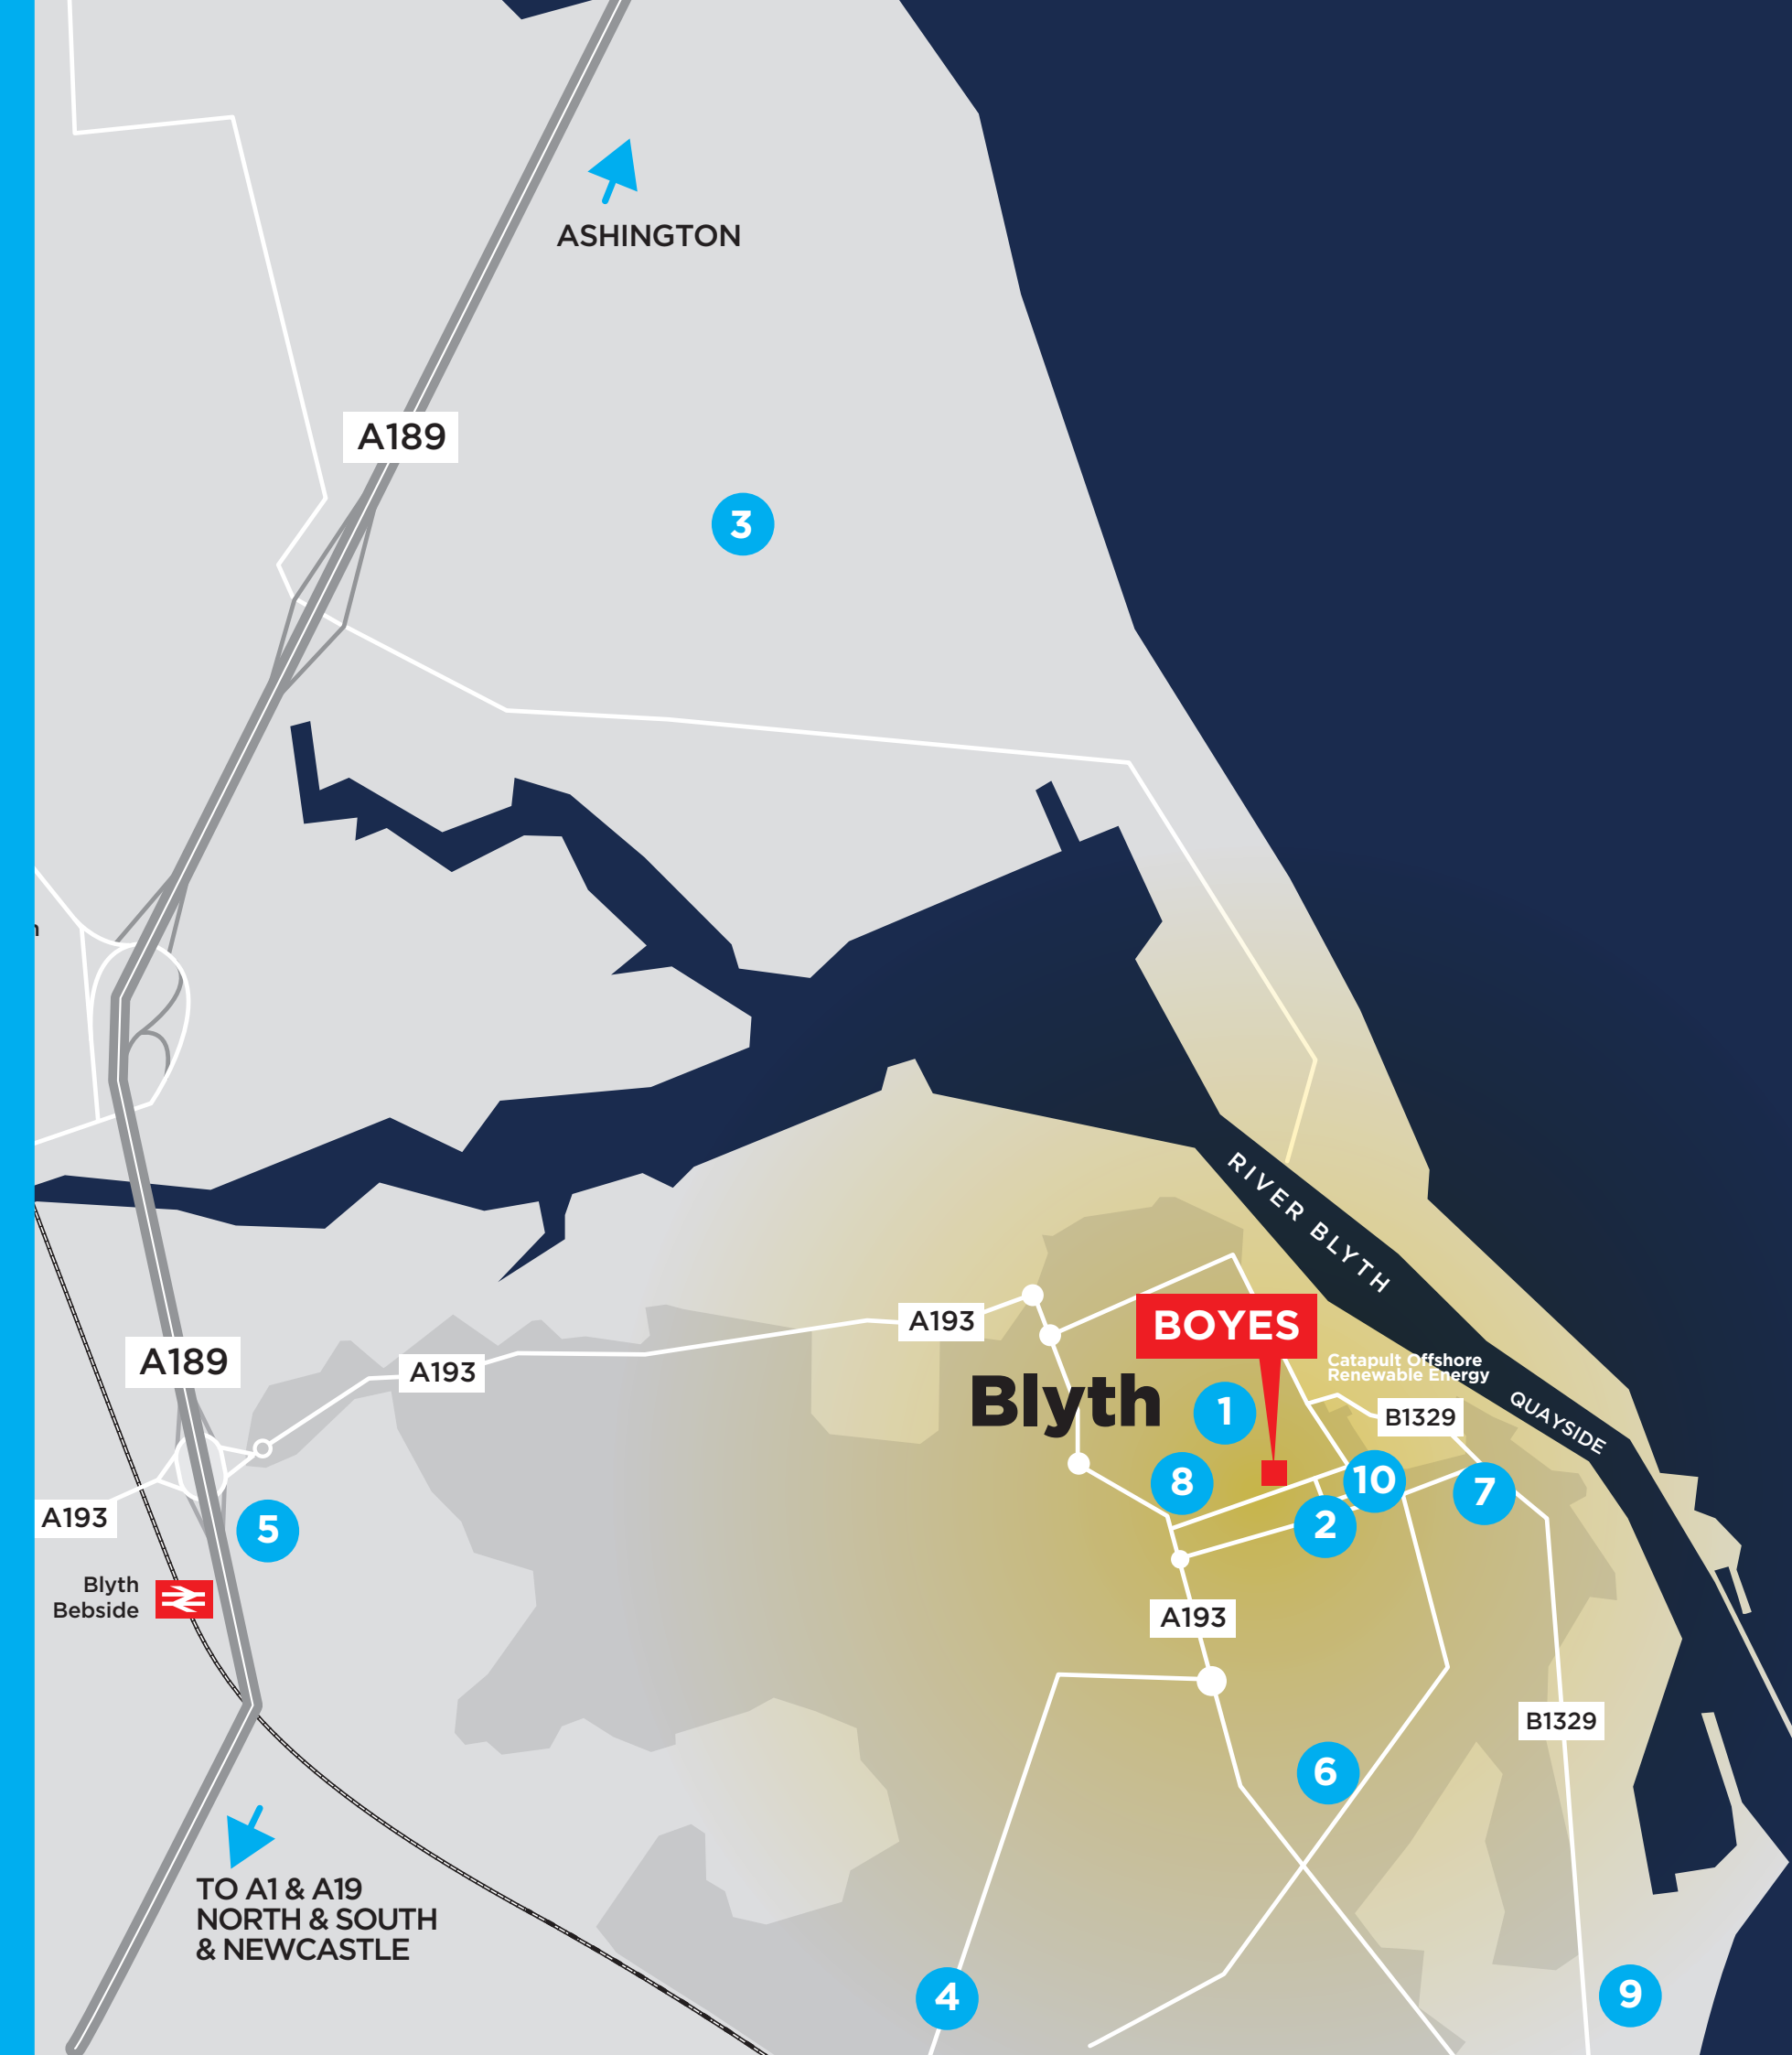 ASHINGTON
A189
3
RIVER BLYTH
A193
BOYES
A189
A193
Catapult Offshore
Renewable Energy
Blyth
1
B1329
QUAYSIDE
8
10
7
A193
5
2
Blyth
Bebside
A193
B1329
6
TO A1 & A19
NORTH & SOUTH
& NEWCASTLE
4
9